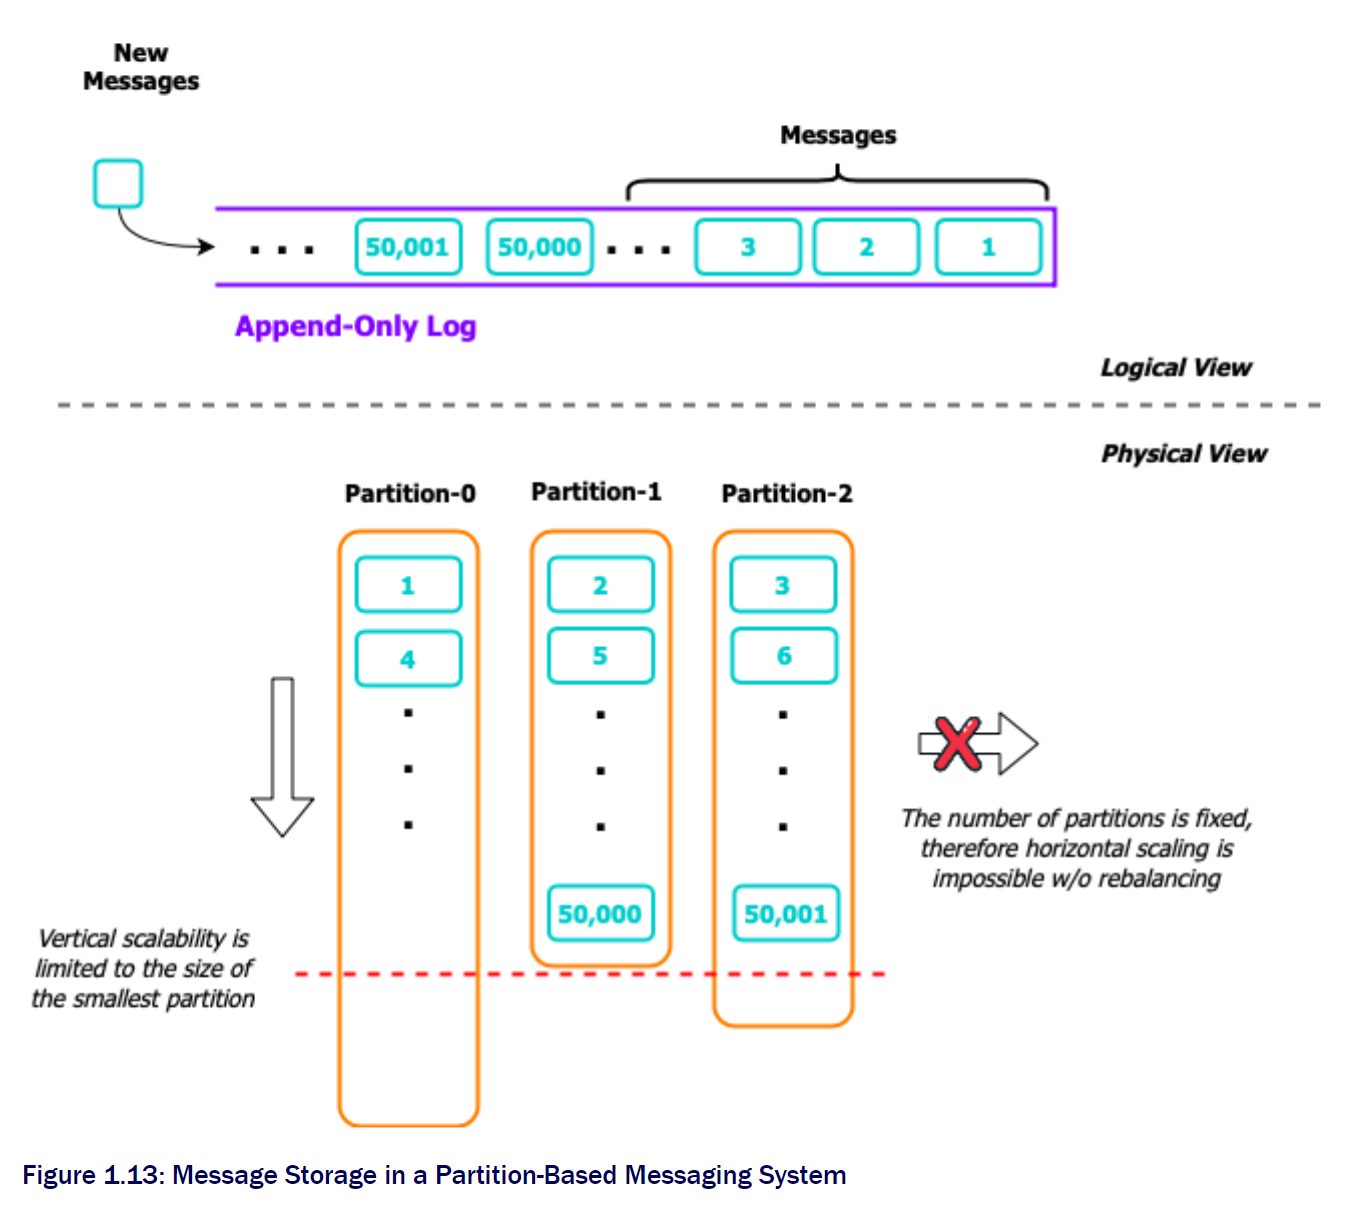 New
Messages
Messages
. . . 50,001 50,000 . . . 3 2 1
Append-Only Log
Logical View
Physical View
Partition-0 Partition-1 Partition-2
1 2 3
4 5 6
The number of partitions is fixed,
therefore horizontal scaling is
impossible w/o rebalancing
50,000 50,001
Vertical scalability is
limited to the size of
the smallest partition
Figure 1.13: Message Storage in a Partition-Based Messaging System